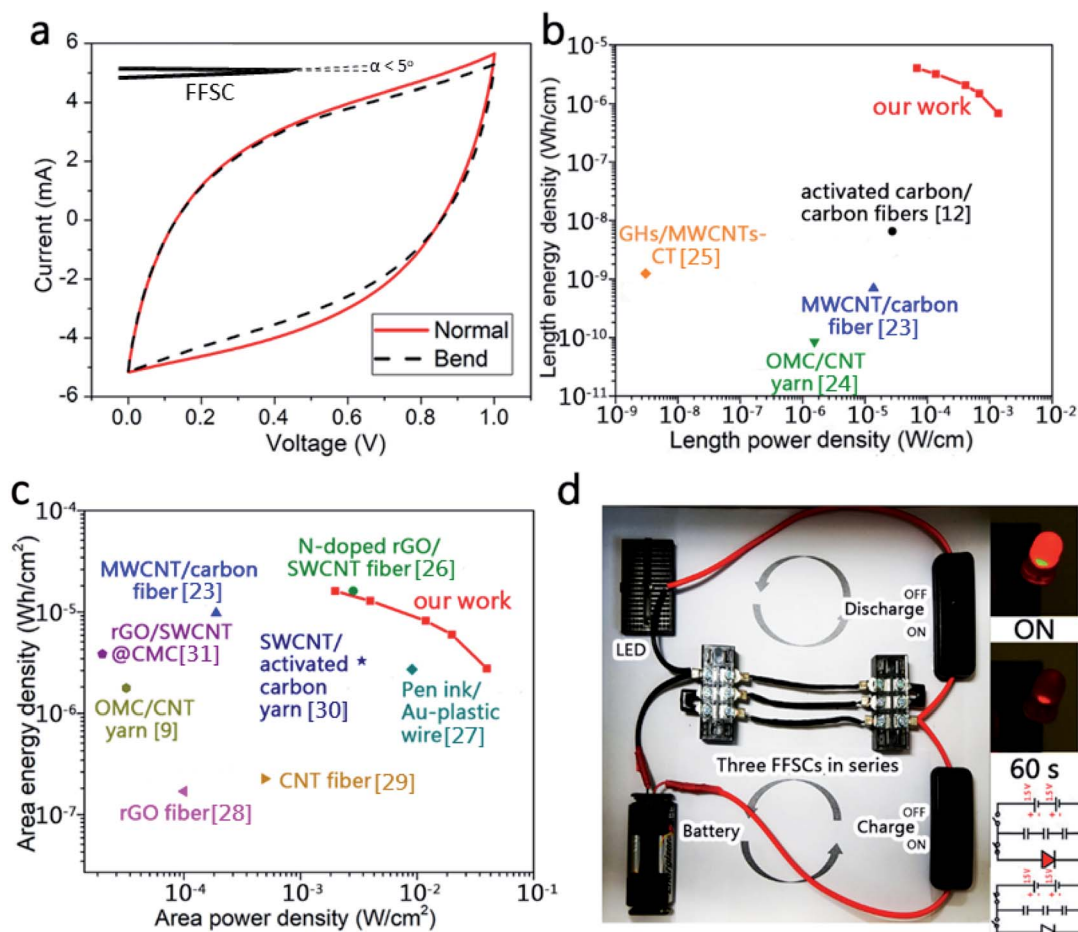 a
6
4
2
0
-2
-4
-6
Current (mA)
α < 5°
FFSC
Normal
Bend
0.0
0.2
0.4
0.6
0.8
1.0
Voltage (V)
b
10⁻⁵
10⁻⁶
10⁻⁷
10⁻⁸
10⁻⁹
10⁻¹⁰
10⁻¹¹
Length energy density (Wh/cm)
our work
activated carbon/
carbon fibers [12]
GHs/MWCNTs-
CT [25]
MWCNT/carbon
fiber [23]
OMC/CNT
yarn [24]
10⁻⁹
10⁻⁸
10⁻⁷
10⁻⁶
10⁻⁵
10⁻⁴
10⁻³
10⁻²
Length power density (W/cm)
c
10⁻⁴
10⁻⁵
10⁻⁶
10⁻⁷
Area energy density (Wh/cm²)
N-doped rGO/
SWCNT fiber [26]
MWCNT/carbon
fiber [23]
our work
rGO/SWCNT
@CMC[31]
SWCNT/
activated
carbon
yarn [30]
OMC/CNT
yarn [9]
Pen ink/
Au-plastic
wire[27]
CNT fiber [29]
rGO fiber[28]
10⁻⁴
10⁻³
10⁻²
10⁻¹
Area power density (W/cm²)
d
OFF
Discharge
ON
LED
Three FFSCs in series
OFF
Charge
ON
Battery
ON
60 s
1.5V
1.5V
+ - + -
1.5V
1.5V
+ - + -